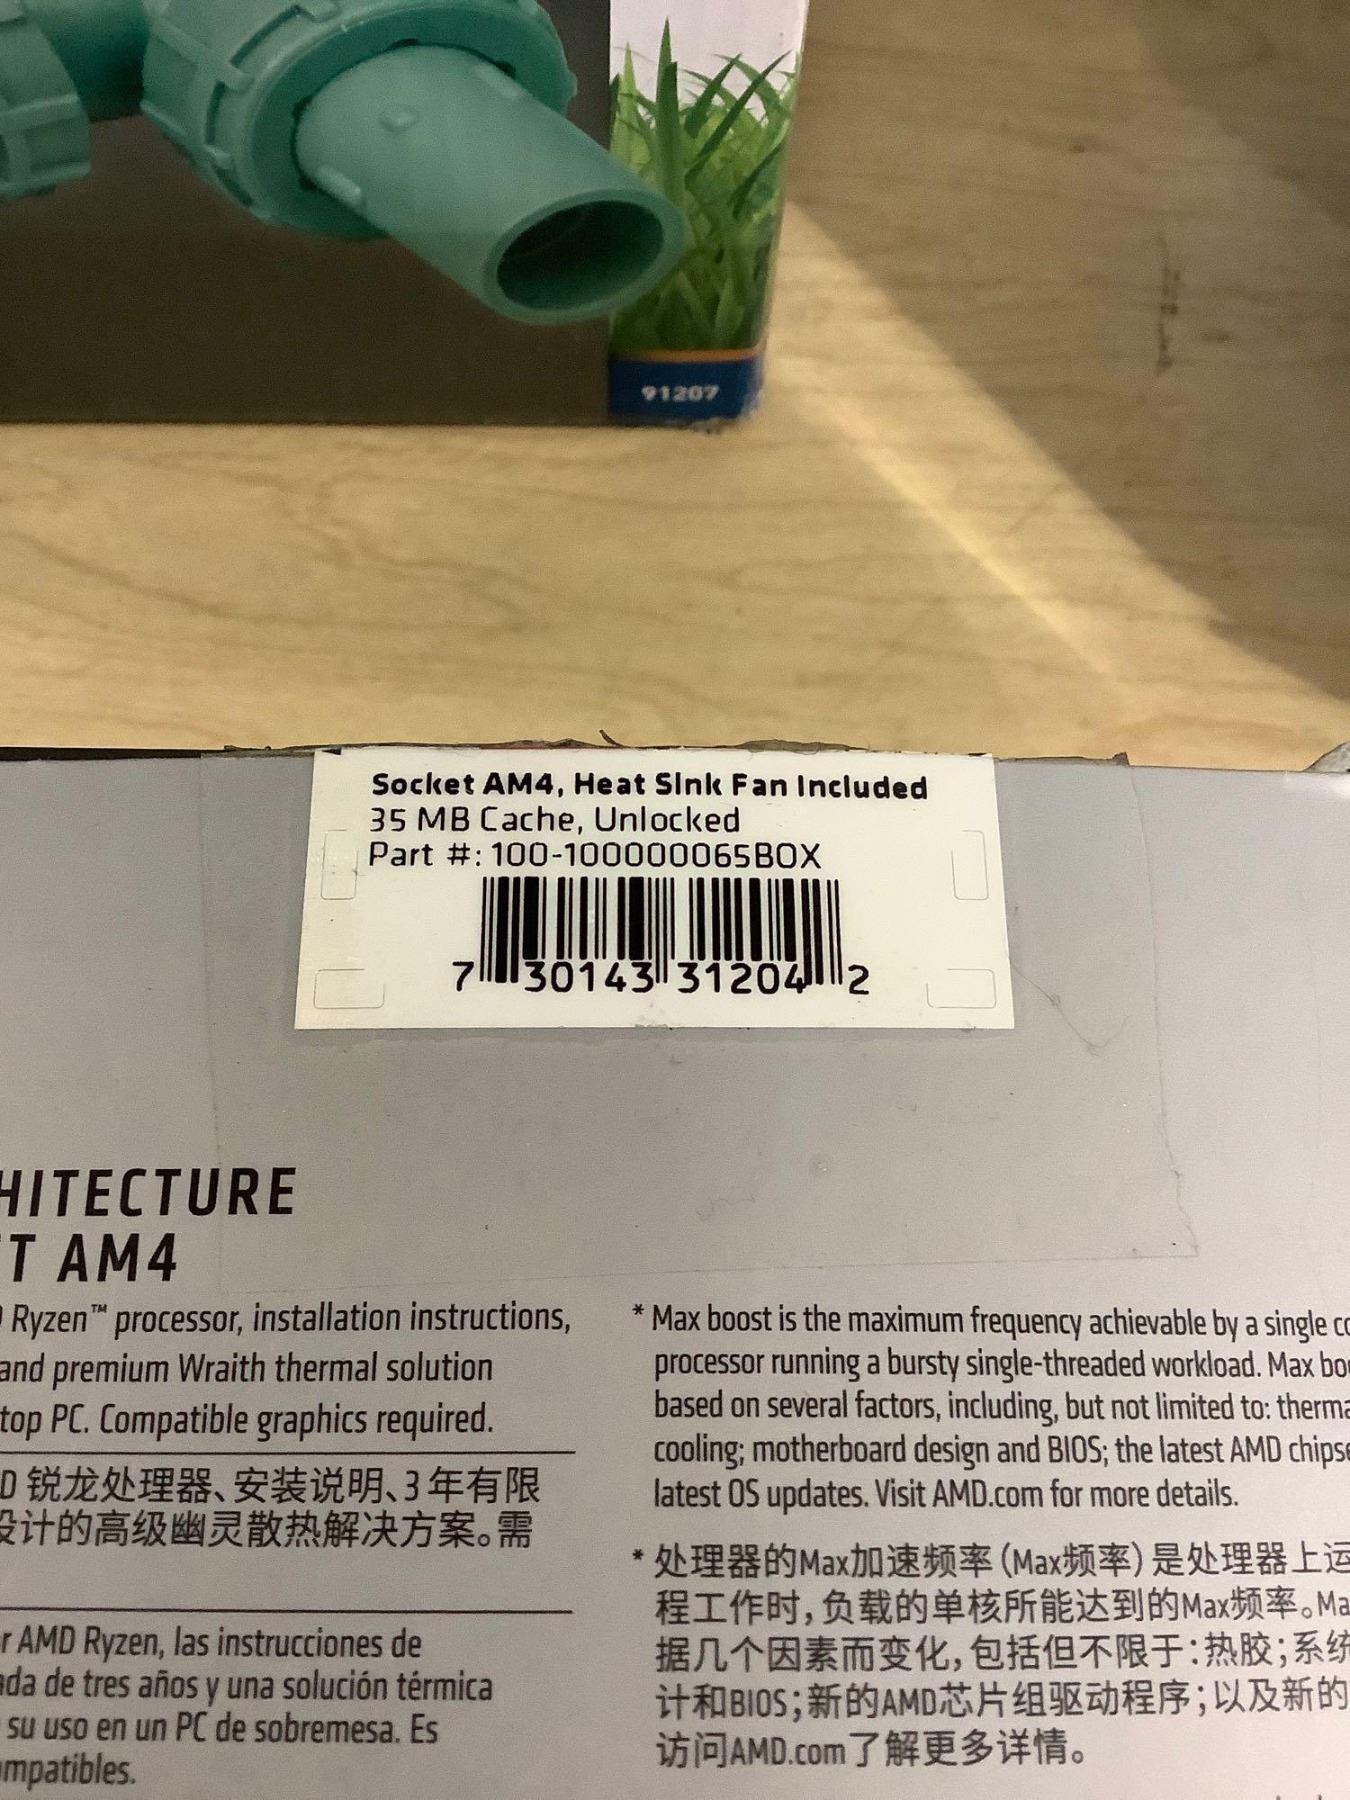 91207
Socket AM4, Heat Sink Fan Included
35 MB Cache, Unlocked
Part #: 100-100000065BOX
7 30143 31204 2
HITECTURE
T AM4
Ryzen™ processor, installation instructions,
and premium Wraith thermal solution
top PC. Compatible graphics required.
D 锐龙处理器、安装说明、3 年有限
设计的高级幽灵散热解决方案。需
r AMD Ryzen, las instrucciones de
ada de tres años y una solución térmica
su uso en un PC de sobremesa. Es
ompatibles.
* Max boost is the maximum frequency achievable by a single co
processor running a bursty single-threaded workload. Max boo
based on several factors, including, but not limited to: therma
cooling; motherboard design and BIOS; the latest AMD chipse
latest OS updates. Visit AMD.com for more details.
* 处理器的Max加速频率（Max频率）是处理器上运
程工作时，负载的单核所能达到的Max频率。Ma
据几个因素而变化，包括但不限于：热胶；系统
计和BIOS；新的AMD芯片组驱动程序；以及新的
访问AMD.com了解更多详情。